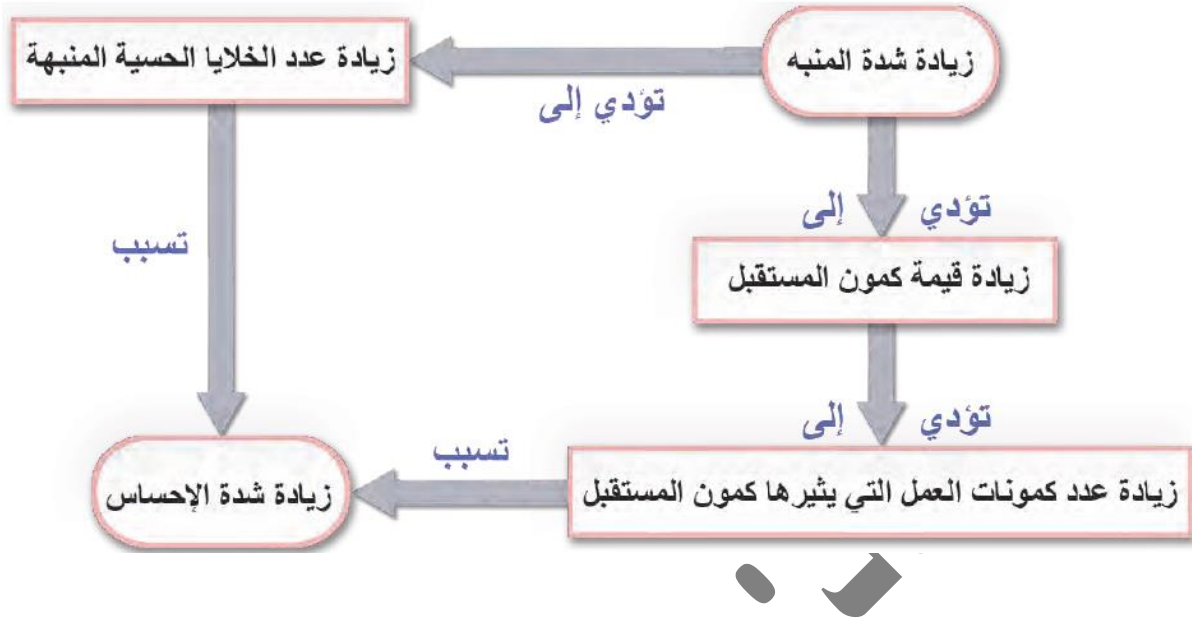 زيادة شدة المنبه
زيادة عدد الخلايا الحسية المنبهة
تؤدي إلى
تؤدي إلى
تسبب
زيادة قيمة كمون المستقبل
تؤدي إلى
تسبب
زيادة عدد كمونات العمل التي يثيرها كمون المستقبل
زيادة شدة الإحساس